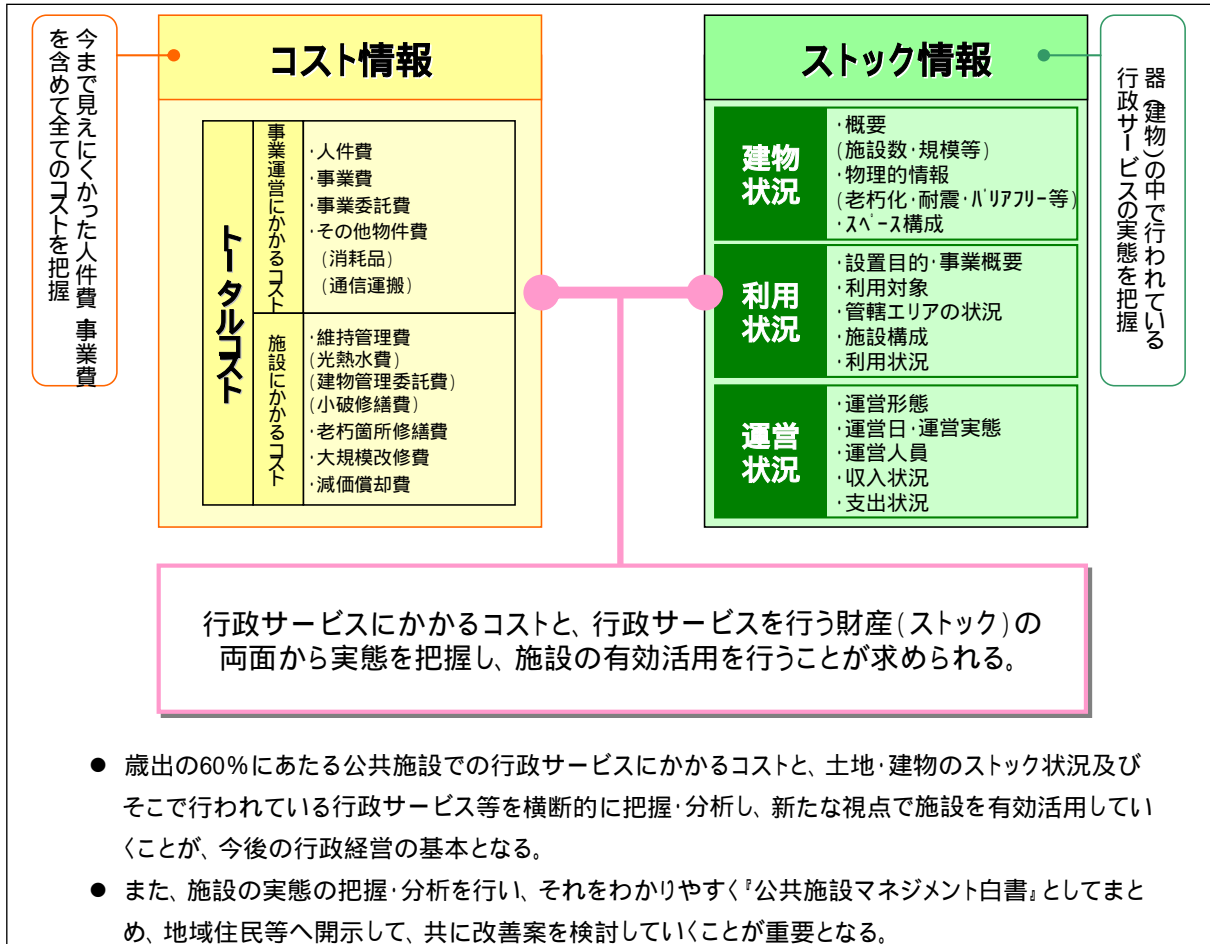 今まで見えにくかった人件費 事業費
を含めて全てのコストを把握
コスト情報
トータルコスト
事業運営にかかるコスト
・人件費
・事業費
・事業委託費
・その他物件費
(消耗品)
(通信運搬)
施設にかかるコスト
・維持管理費
(光熱水費)
(建物管理委託費)
(小破修繕費)
・老朽箇所修繕費
・大規模改修費
・減価償却費
ストック情報
建物
状況
・概要
(施設数・規模等)
・物理的情報
(老朽化・耐震・バリアフリー等)
・スペース構成
利用
状況
・設置目的・事業概要
・利用対象
・管轄エリアの状況
・施設構成
・利用状況
運営
状況
・運営形態
・運営日・運営実態
・運営人員
・収入状況
・支出状況
器(建物)の中で行われている
行政サービスの実態を把握
行政サービスにかかるコストと、行政サービスを行う財産(ストック)の
両面から実態を把握し、施設の有効活用を行うことが求められる。
● 歳出の60%にあたる公共施設での行政サービスにかかるコストと、土地・建物のストック状況及び
そこで行われている行政サービス等を横断的に把握・分析し、新たな視点で施設を有効活用してい
くことが、今後の行政経営の基本となる。
● また、施設の実態の把握・分析を行い、それをわかりやすく『公共施設マネジメント白書』としてまと
め、地域住民等へ開示して、共に改善案を検討していくことが重要となる。